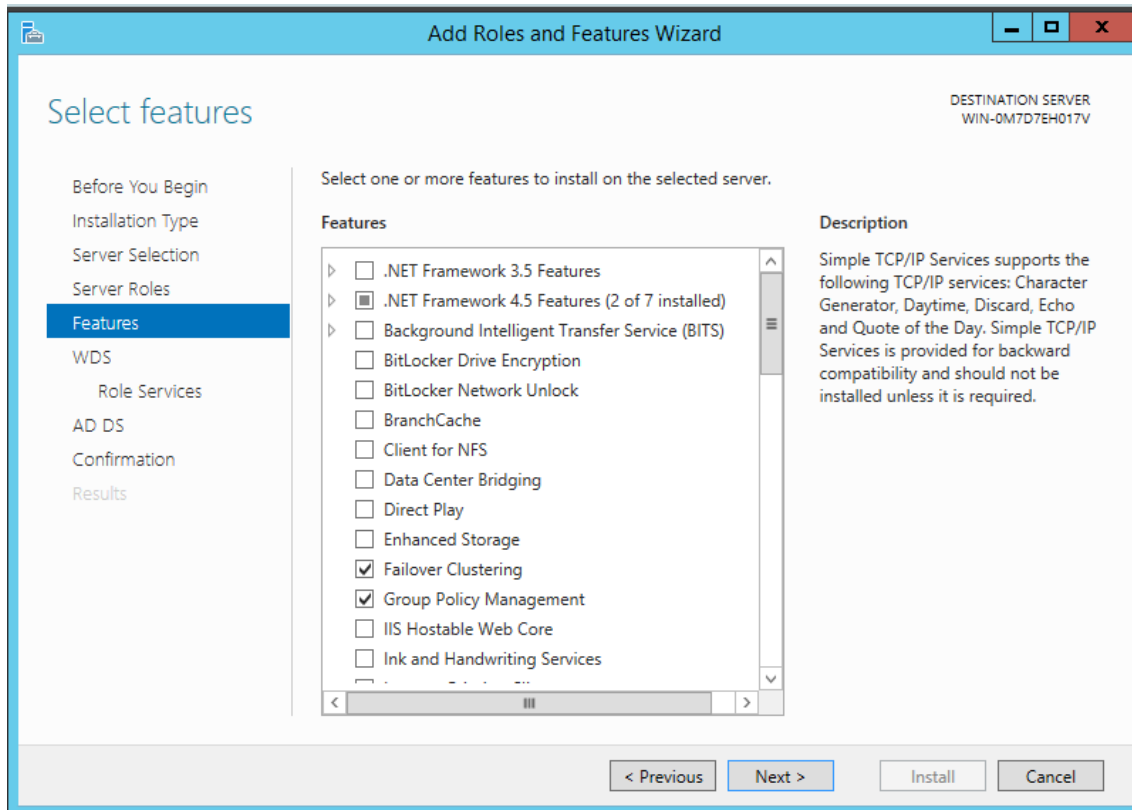 Add Roles and Features Wizard
Select features
DESTINATION SERVER
WIN-0M7D7EH017V
Before You Begin
Installation Type
Server Selection
Server Roles
Features
WDS
Role Services
AD DS
Confirmation
Results
Select one or more features to install on the selected server.
Features
.NET Framework 3.5 Features
.NET Framework 4.5 Features (2 of 7 installed)
Background Intelligent Transfer Service (BITS)
BitLocker Drive Encryption
BitLocker Network Unlock
BranchCache
Client for NFS
Data Center Bridging
Direct Play
Enhanced Storage
Failover Clustering
Group Policy Management
IIS Hostable Web Core
Ink and Handwriting Services
Description
Simple TCP/IP Services supports the
following TCP/IP services: Character
Generator, Daytime, Discard, Echo
and Quote of the Day. Simple TCP/IP
Services is provided for backward
compatibility and should not be
installed unless it is required.
< Previous
Next >
Install
Cancel